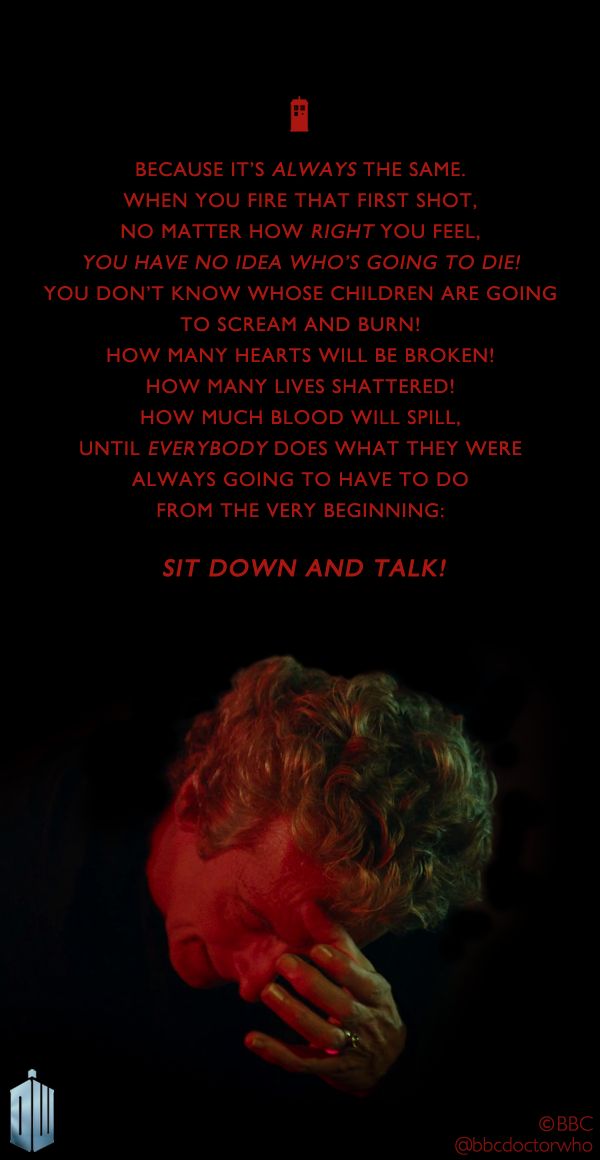 BECAUSE IT'S ALWAYS THE SAME.
WHEN YOU FIRE THAT FIRST SHOT,
NO MATTER HOW RIGHT YOU FEEL,
YOU HAVE NO IDEA WHO'S GOING TO DIE!
YOU DON'T KNOW WHOSE CHILDREN ARE GOING
TO SCREAM AND BURN!
HOW MANY HEARTS WILL BE BROKEN!
HOW MANY LIVES SHATTERED!
HOW MUCH BLOOD WILL SPILL,
UNTIL EVERYBODY DOES WHAT THEY WERE
ALWAYS GOING TO HAVE TO DO
FROM THE VERY BEGINNING:
SIT DOWN AND TALK!
DW
©BBC
@bbcdoctorwho